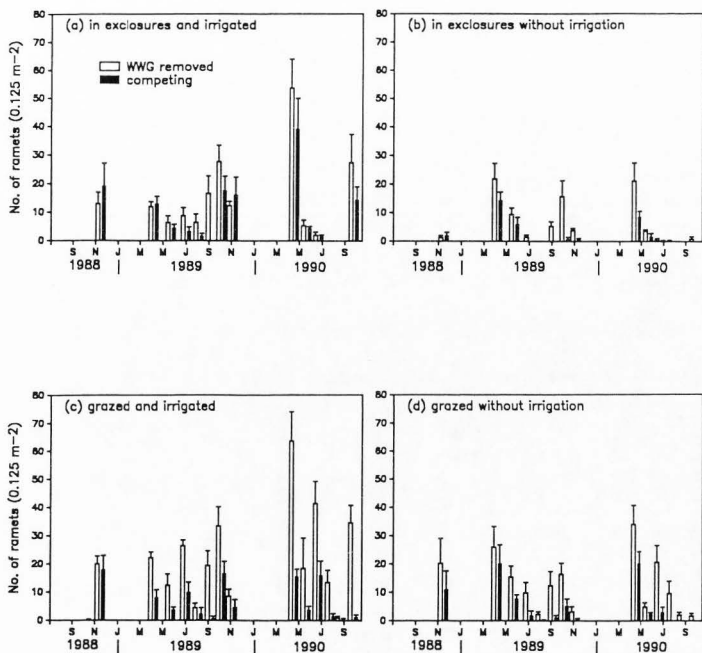 (a) in exclosures and irrigated
(b) in exclosures without irrigation
No. of ramets (0.125 m-2)
80
70
60
50
40
30
20
10
0
WWG removed
competing
S N J M M J S N J M M J S
1988 | 1989 | 1990
80
70
60
50
40
30
20
10
0
S N J M M J S N J M M J S
1988 | 1989 | 1990
(c) grazed and irrigated
(d) grazed without irrigation
No. of ramets (0.125 m-2)
80
70
60
50
40
30
20
10
0
S N J M M J S N J M M J S
1988 | 1989 | 1990
80
70
60
50
40
30
20
10
0
S N J M M J S N J M M J S
1988 | 1989 | 1990